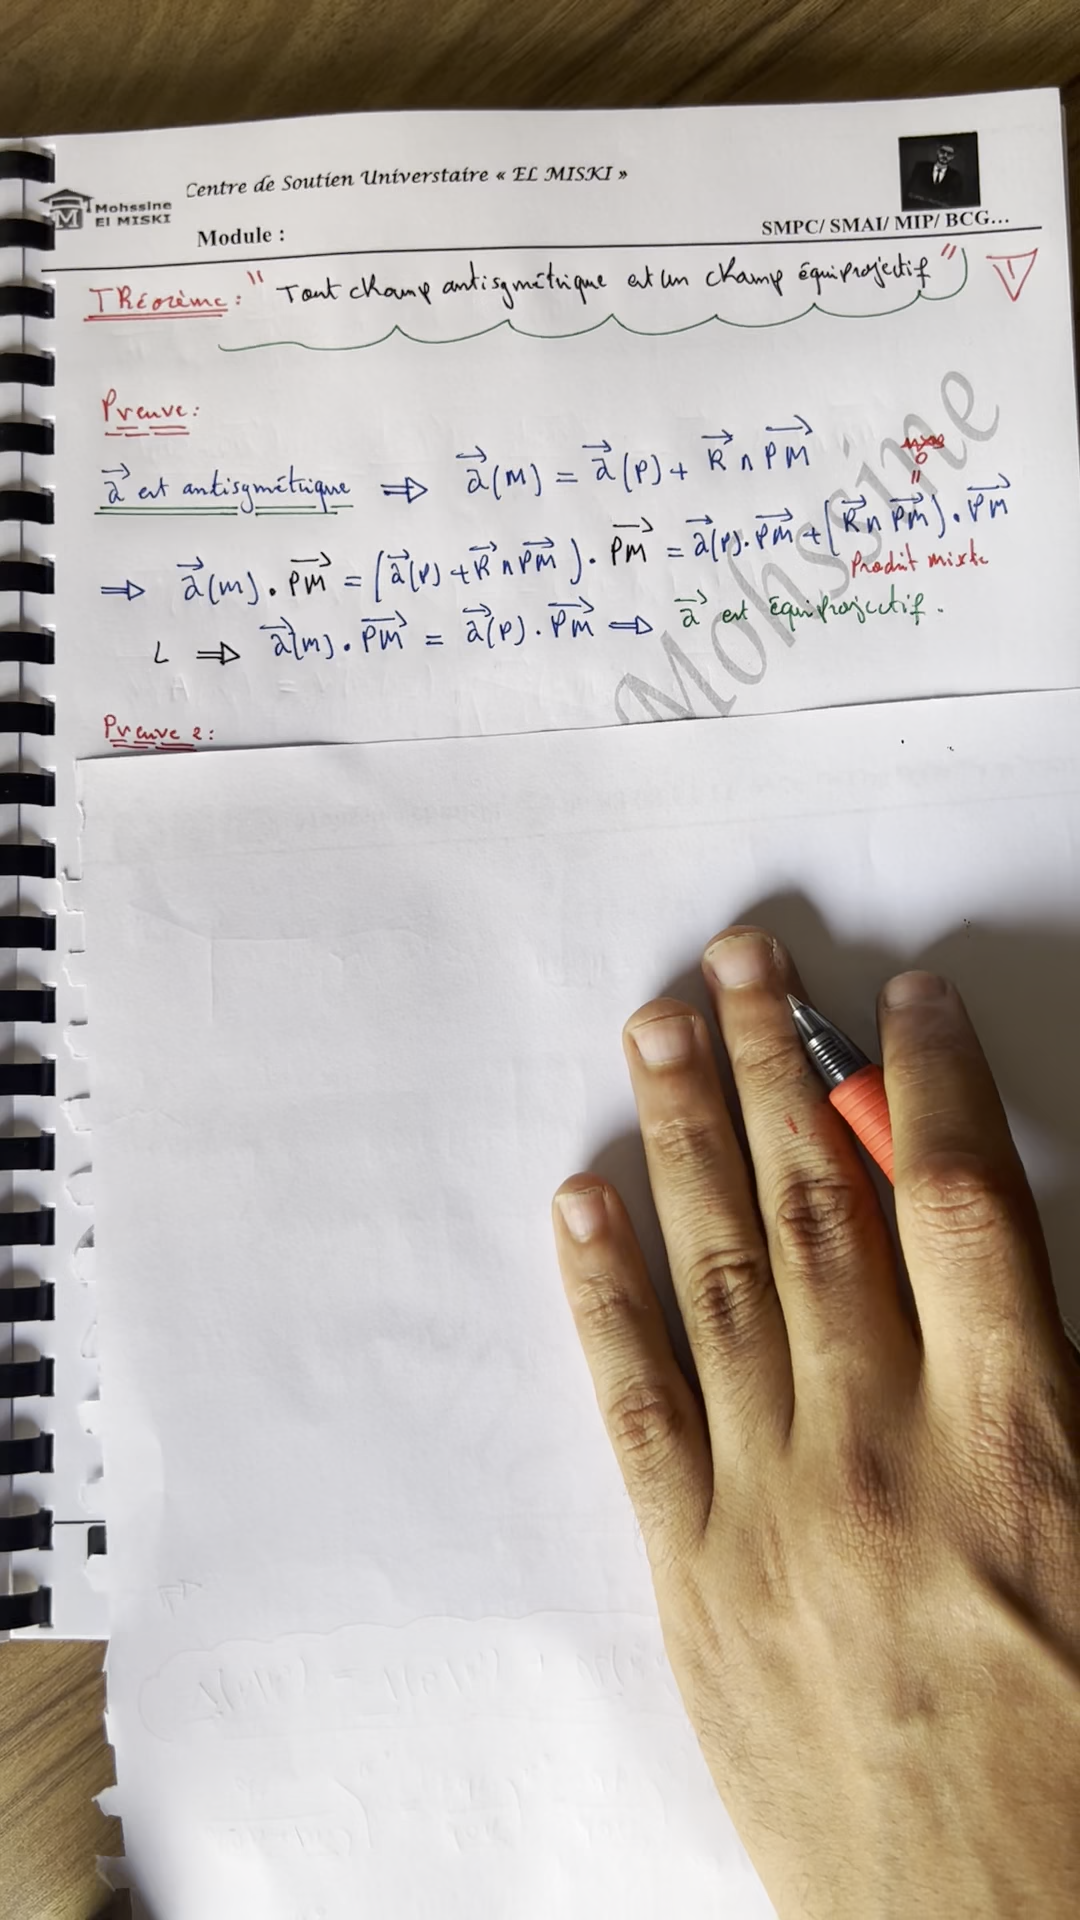 Centre de Soutien Universtaire « EL MISKI »
Mohssine
El MISKI
Module :
SMPC/ SMAI/ MIP/ BCG...
Théorème: " Tout champ antisymétrique est un champ équiprojectif "
Preuve:
a⃗ est antisymétrique ⇒ a⃗(M) = a⃗(P) + R⃗ ∧ PM⃗
0
"
⇒ a⃗(M) . PM⃗ = (a⃗(P) + R⃗ ∧ PM⃗) . PM⃗ = a⃗(P) . PM⃗ + (R⃗ ∧ PM⃗) . PM⃗
Produit mixte
⇒ a⃗(M) . PM⃗ = a⃗(P) . PM⃗ ⇒ a⃗ est équiprojectif.
Preuve 2:
Mohssine